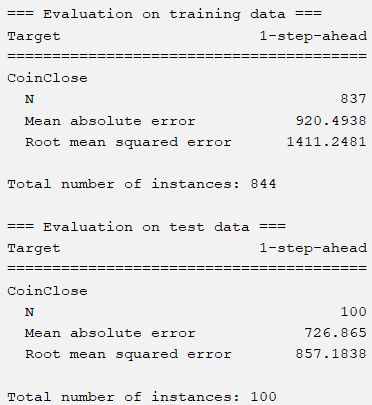 === Evaluation on training data ===
Target 1-step-ahead
========================================
CoinClose
N 837
Mean absolute error 920.4938
Root mean squared error 1411.2481
Total number of instances: 844
=== Evaluation on test data ===
Target 1-step-ahead
========================================
CoinClose
N 100
Mean absolute error 726.865
Root mean squared error 857.1838
Total number of instances: 100